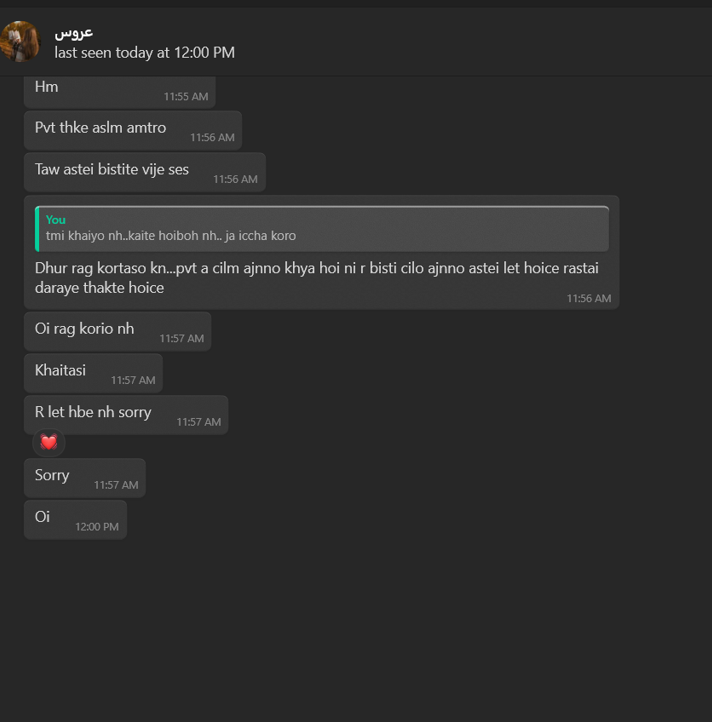 عروس
last seen today at 12:00 PM
Hm
11:55 AM
Pvt thke aslm amtro
11:56 AM
Taw astei bistite vije ses
11:56 AM
You
tmi khaiyo nh..kaite hoiboh nh.. ja iccha koro
Dhur rag kortaso kn...pvt a cilm ajnno khya hoi ni r bisti cilo ajnno astei let hoice rastai
daraye thakte hoice
11:56 AM
Oi rag korio nh
11:57 AM
Khaitasi
11:57 AM
R let hbe nh sorry
11:57 AM
Sorry
11:57 AM
Oi
12:00 PM